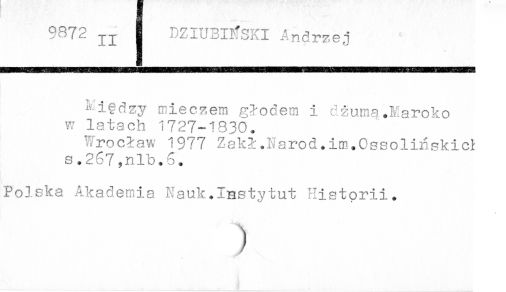 9872 II DZIUBIŃSKI Andrzej
Między mieczem głodem i dżumą.Maroko
w latach 1727-1830.
Wrocław 1977 Zakł.Narod.im.Ossolińskich
s.267,nlb.6.
Polska Akademia Nauk.Instytut Historii.